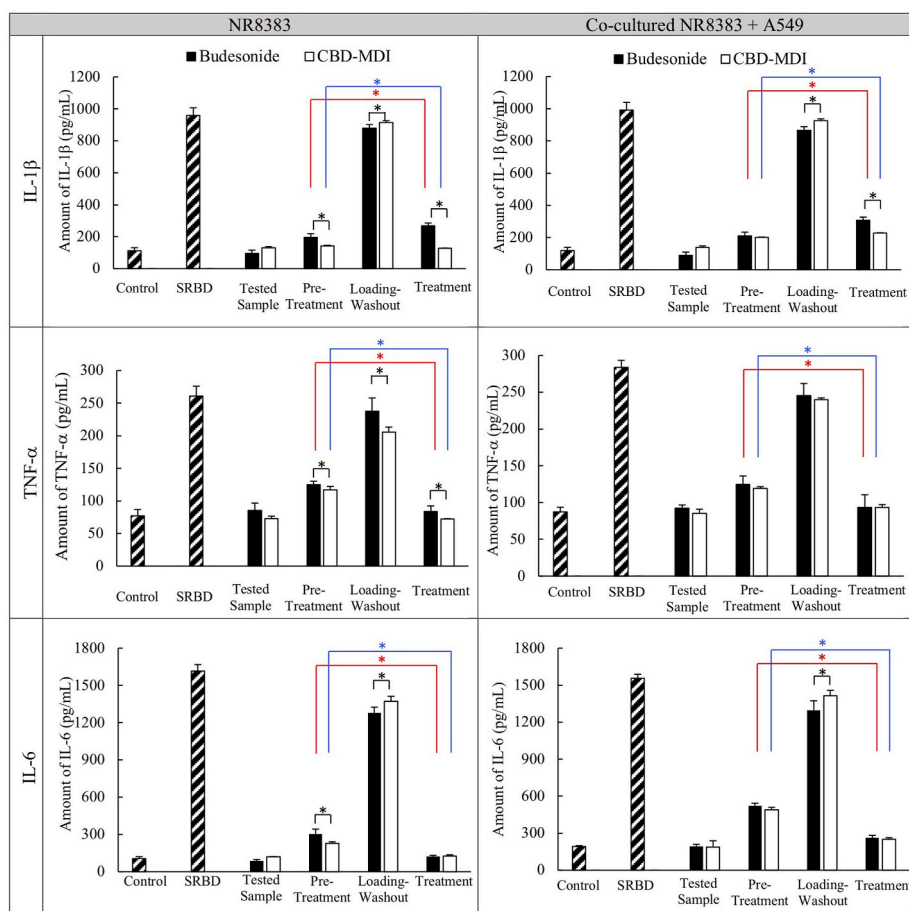 NR8383
Co-cultured NR8383 + A549
IL-1β
Budesonide CBD-MDI
Amount of IL-1β (pg/mL)
1200
1000
800
600
400
200
0
* * * * *
Control SRBD Tested Sample Pre-Treatment Loading-Washout Treatment
Budesonide CBD-MDI
Amount of IL-1β (pg/mL)
1200
1000
800
600
400
200
0
* * * *
Control SRBD Tested Sample Pre-Treatment Loading-Washout Treatment
TNF-α
Amount of TNF-α (pg/mL)
300
250
200
150
100
50
0
* * * * *
Control SRBD Tested Sample Pre-Treatment Loading-Washout Treatment
Amount of TNF-α (pg/mL)
300
250
200
150
100
50
0
* *
Control SRBD Tested Sample Pre-Treatment Loading-Washout Treatment
IL-6
Amount of IL-6 (pg/mL)
1800
1500
1200
900
600
300
0
* * * *
Control SRBD Tested Sample Pre-Treatment Loading-Washout Treatment
Amount of IL-6 (pg/mL)
1800
1500
1200
900
600
300
0
* * *
Control SRBD Tested Sample Pre-Treatment Loading-Washout Treatment